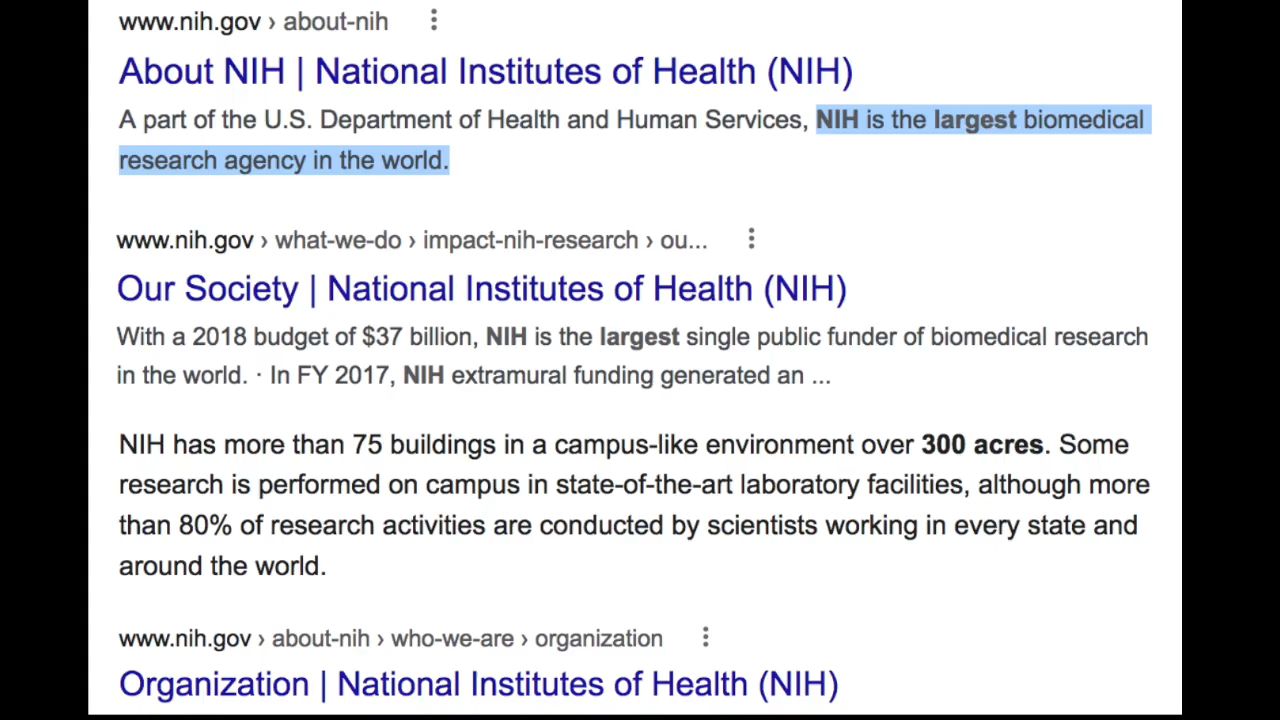 www.nih.gov › about-nih
About NIH | National Institutes of Health (NIH)
A part of the U.S. Department of Health and Human Services, NIH is the largest biomedical
research agency in the world.
www.nih.gov › what-we-do › impact-nih-research › ou...
Our Society | National Institutes of Health (NIH)
With a 2018 budget of $37 billion, NIH is the largest single public funder of biomedical research
in the world. · In FY 2017, NIH extramural funding generated an ...
NIH has more than 75 buildings in a campus-like environment over 300 acres. Some
research is performed on campus in state-of-the-art laboratory facilities, although more
than 80% of research activities are conducted by scientists working in every state and
around the world.
www.nih.gov › about-nih › who-we-are › organization
Organization | National Institutes of Health (NIH)